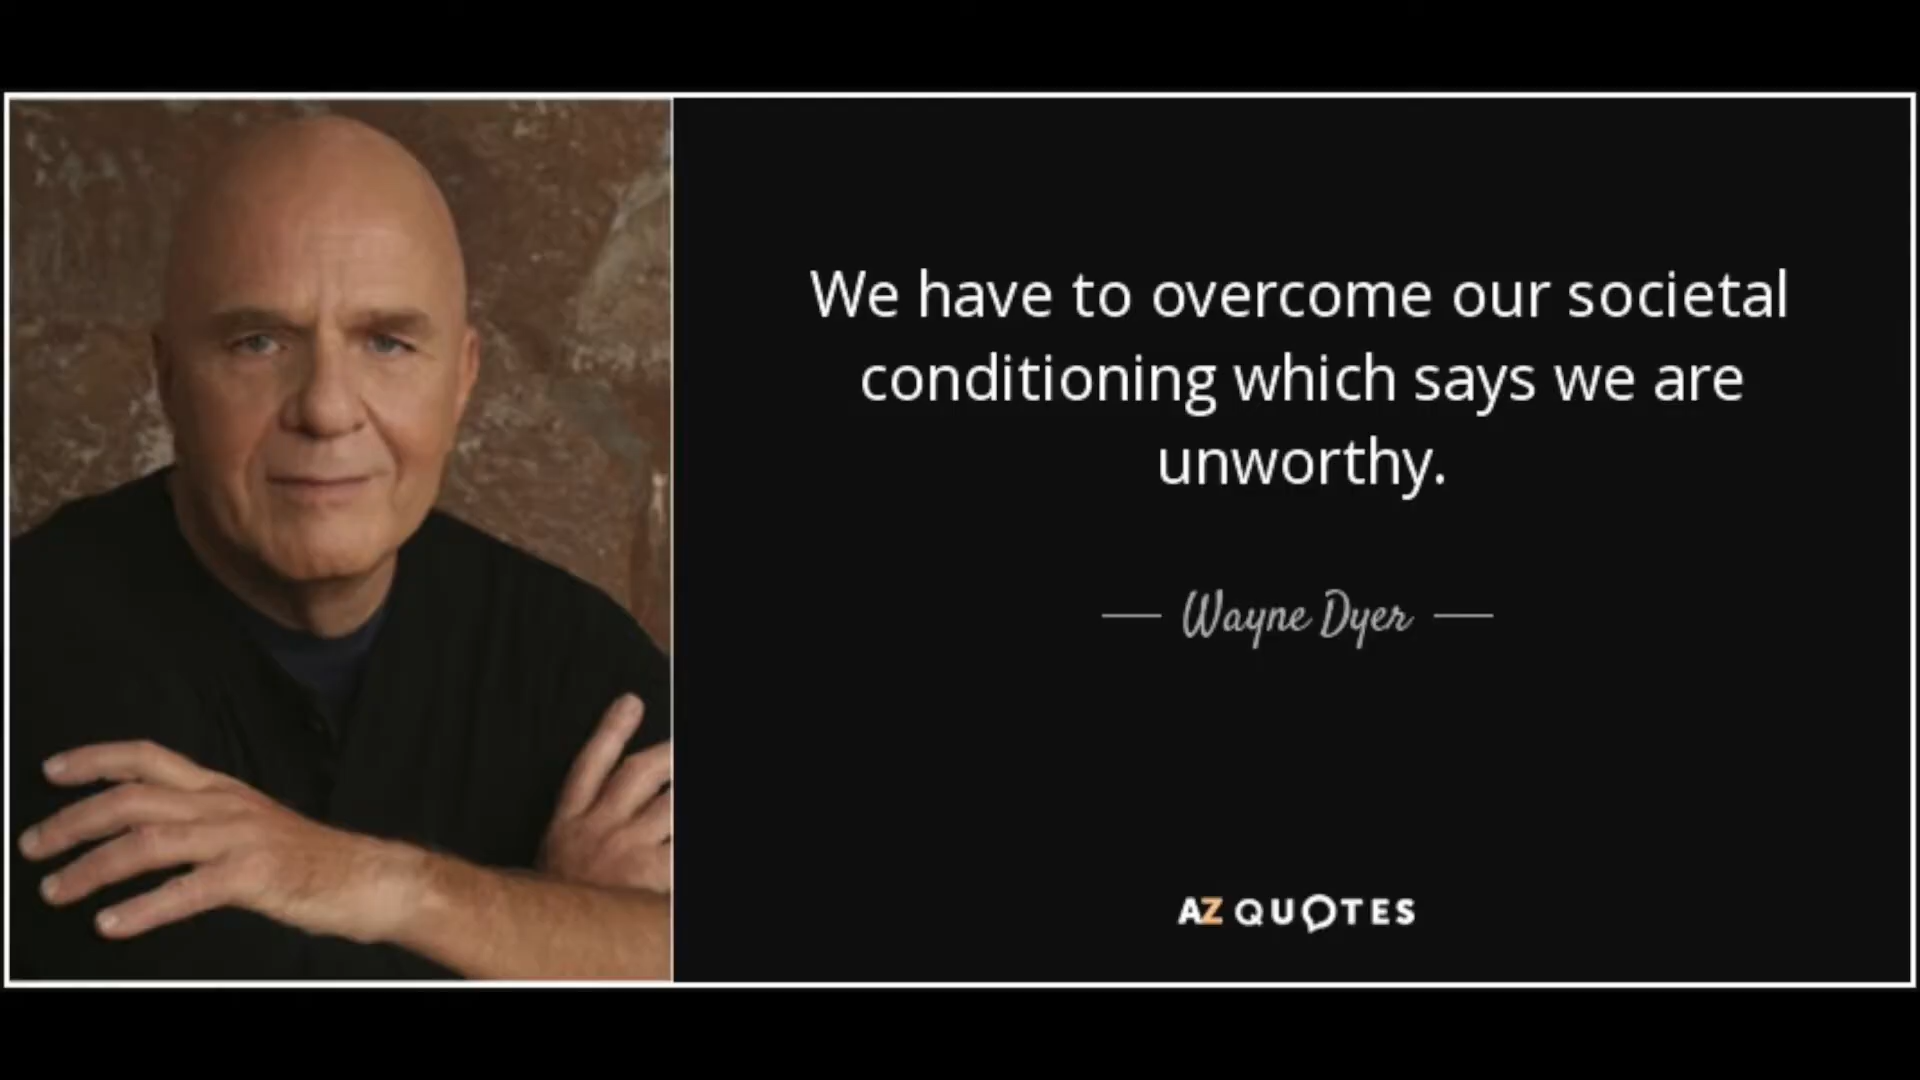 We have to overcome our societal
conditioning which says we are
unworthy.
Wayne Dyer
AZ QUOTES